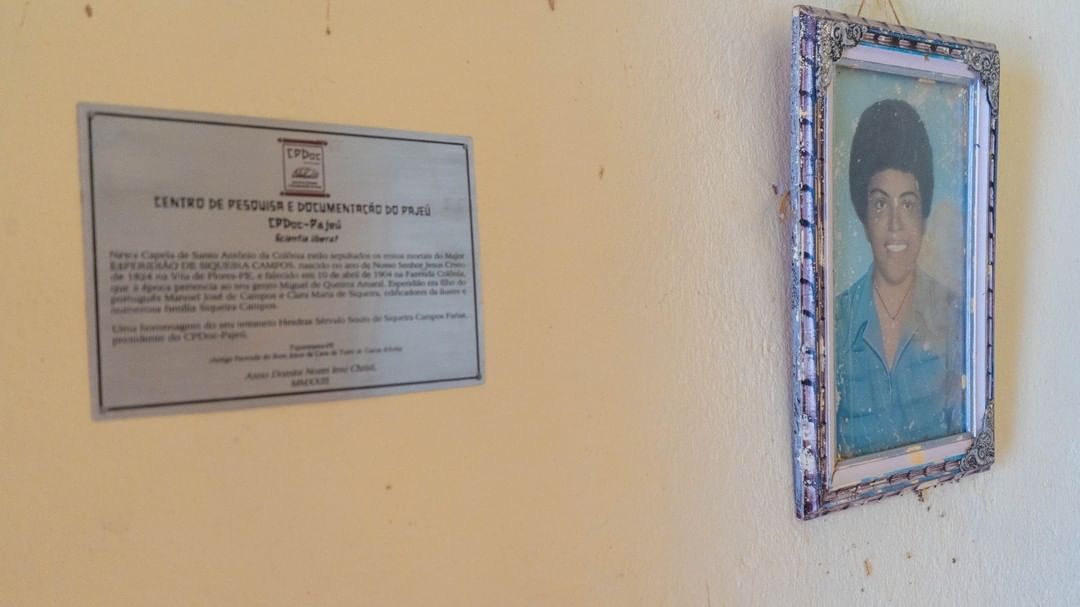 CPDoc
CENTRO DE PESQUISA E DOCUMENTAÇÃO DO PAJEÚ
CPDoc-Pajeú
Scientia liberat
Nesta Capela de Santo Antônio da Colônia estão sepultados os restos mortais do Major
ESPERIDIÃO DE SIQUEIRA CAMPOS, nascido no ano de Nosso Senhor Jesus Cristo
de 1824 na Vila de Flores-PE, e falecido em 10 de abril de 1904 na Fazenda Colônia,
que à época pertencia ao seu genro Miguel de Queiroz Amaral. Esperidião era filho do
português Manoel José de Campos e Clara Maria de Siqueira, edificadores da ilustre e
numerosa família Siqueira Campos.
Uma homenagem do seu tetraneto Hesdras Sérvulo Souto de Siqueira Campos Farias,
presidente do CPDoc-Pajeú.
Anno Domini Nostri Iesu Christi,
MMXXIII